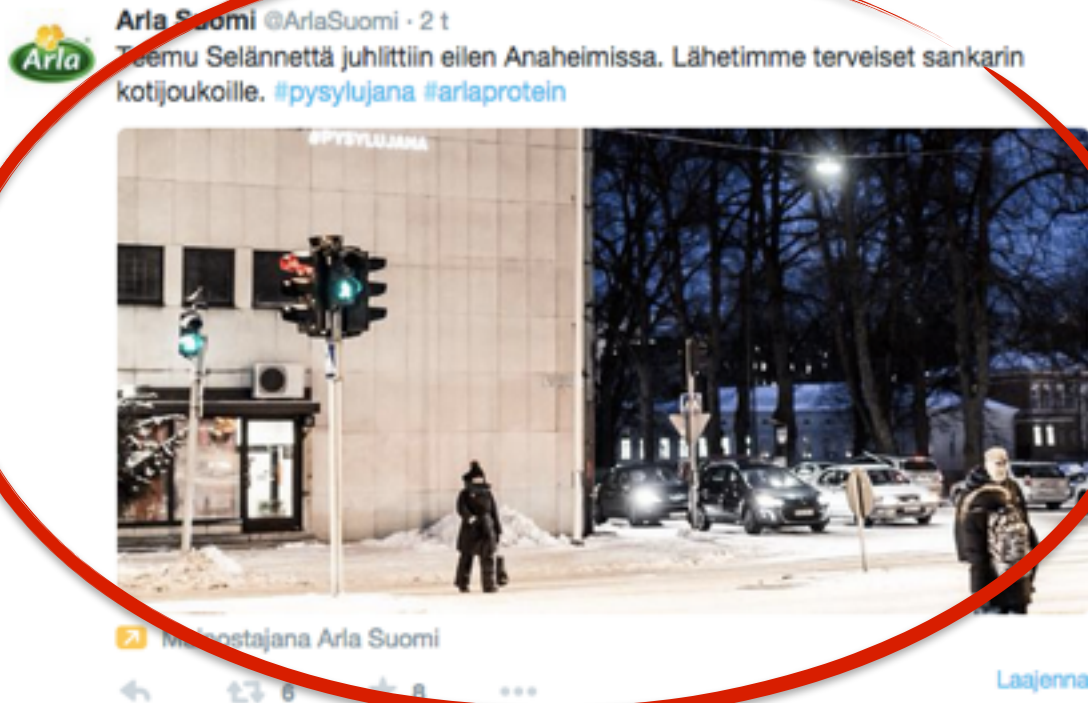 Arla Suomi @ArlaSuomi · 2 t
Arla
Teemu Selännettä juhlittiin eilen Anaheimissa. Lähetimme terveiset sankarin
kotijoukoille. #pysylujana #arlaprotein
#PYSYLUJANA
Mainostajana Arla Suomi
6 8
Laajenna